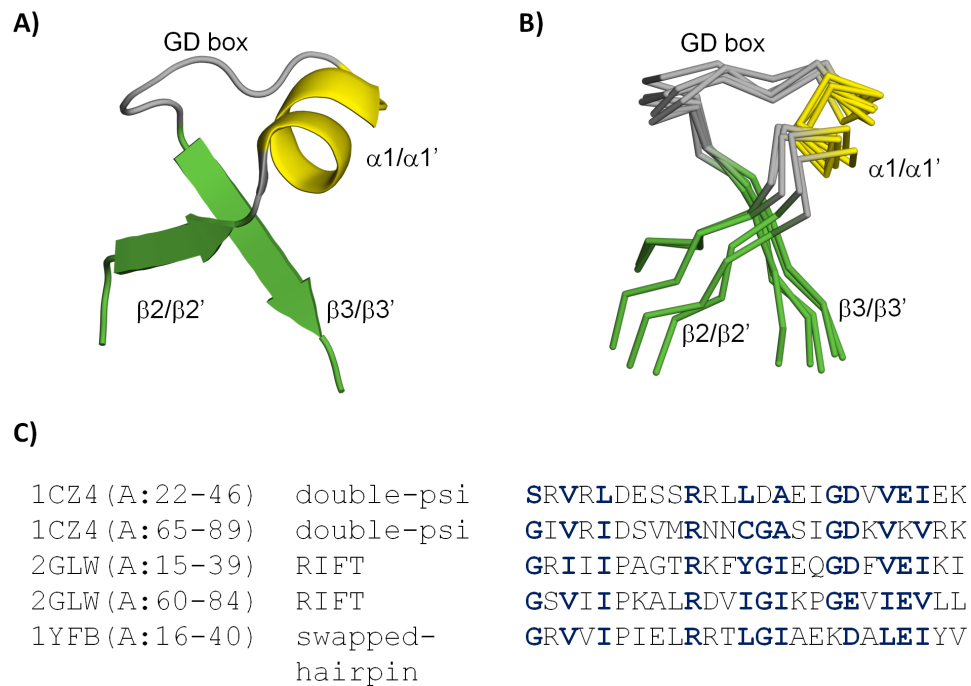 A)
B)
GD box
GD box
α1/α1’
α1/α1’
β2/β2’
β3/β3’
β3/β3’
β2/β2’
C)
1CZ4(A:22-46) double-psi SRVRLDESSRRLLDAEIGDVVEIEK
1CZ4(A:65-89) double-psi GIVRIDSVMRNNCGASIGDKVKVRK
2GLW(A:15-39) RIFT GRIIIPAGTRKFYGIEQGDFVEIKI
2GLW(A:60-84) RIFT GSVIIPKALRDVIGIKPGEVIEVLL
1YFB(A:16-40) swapped- GRVVIPIELRRTLGIAEKDALEIYV
hairpin